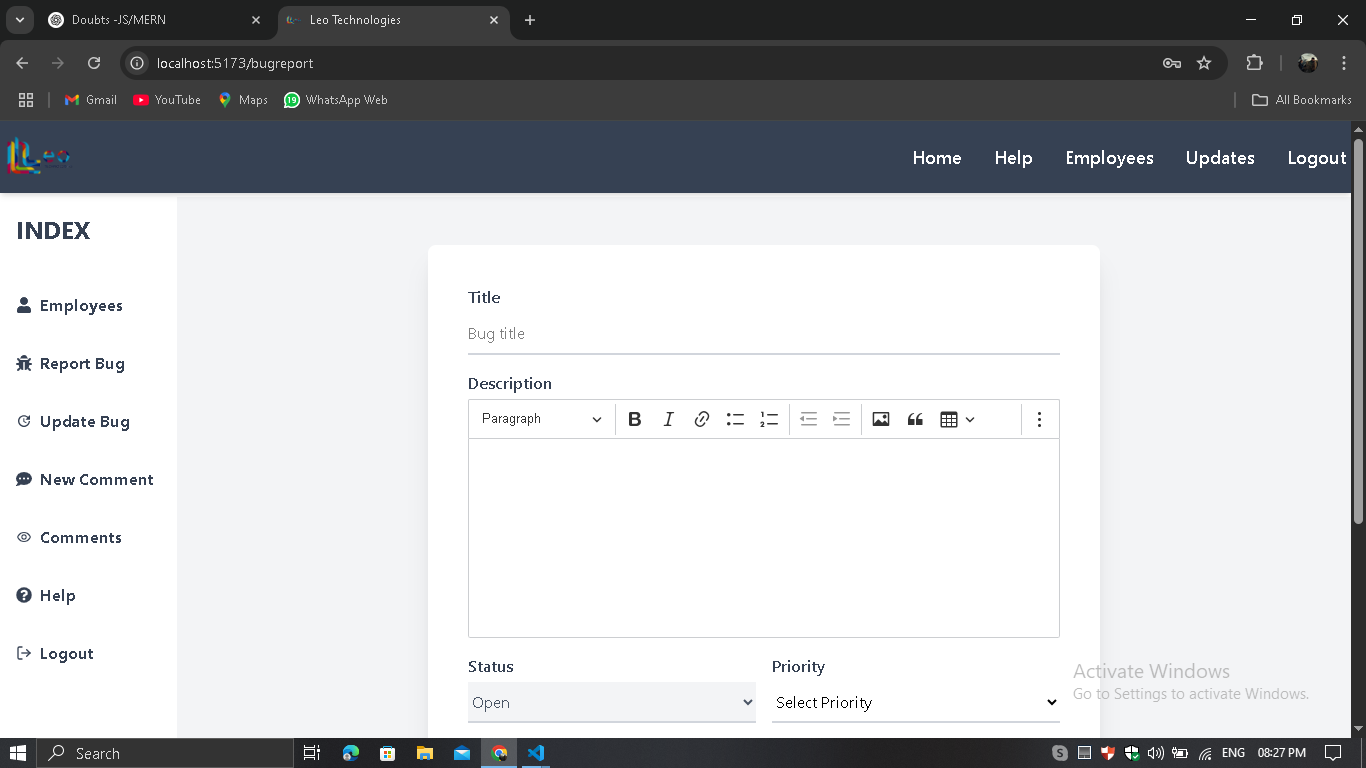 Doubts -JS/MERN
Leo Technologies
localhost:5173/bugreport
Gmail YouTube Maps WhatsApp Web All Bookmarks
Leo Home Help Employees Updates Logout
INDEX
Employees
Report Bug
Update Bug
New Comment
Comments
Help
Logout
Title
Bug title
Description
Paragraph
Status Priority
Open Select Priority
Activate Windows
Go to Settings to activate Windows.
Search ENG 08:27 PM